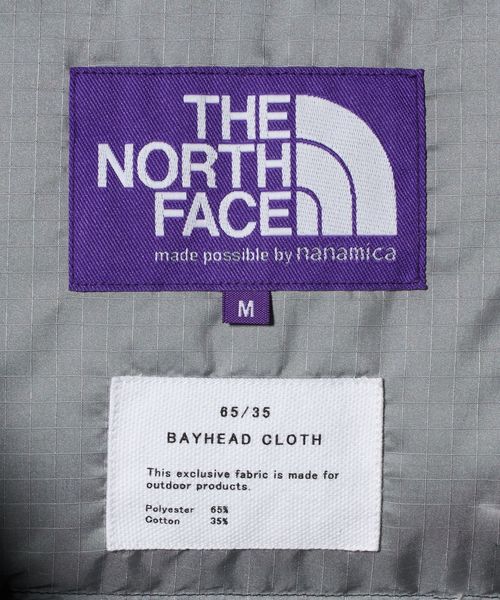 THE
NORTH
FACE
made possible by nanamica
M
65/35
BAYHEAD CLOTH
This exclusive fabric is made for
outdoor products.
Polyester 65%
Cotton 35%